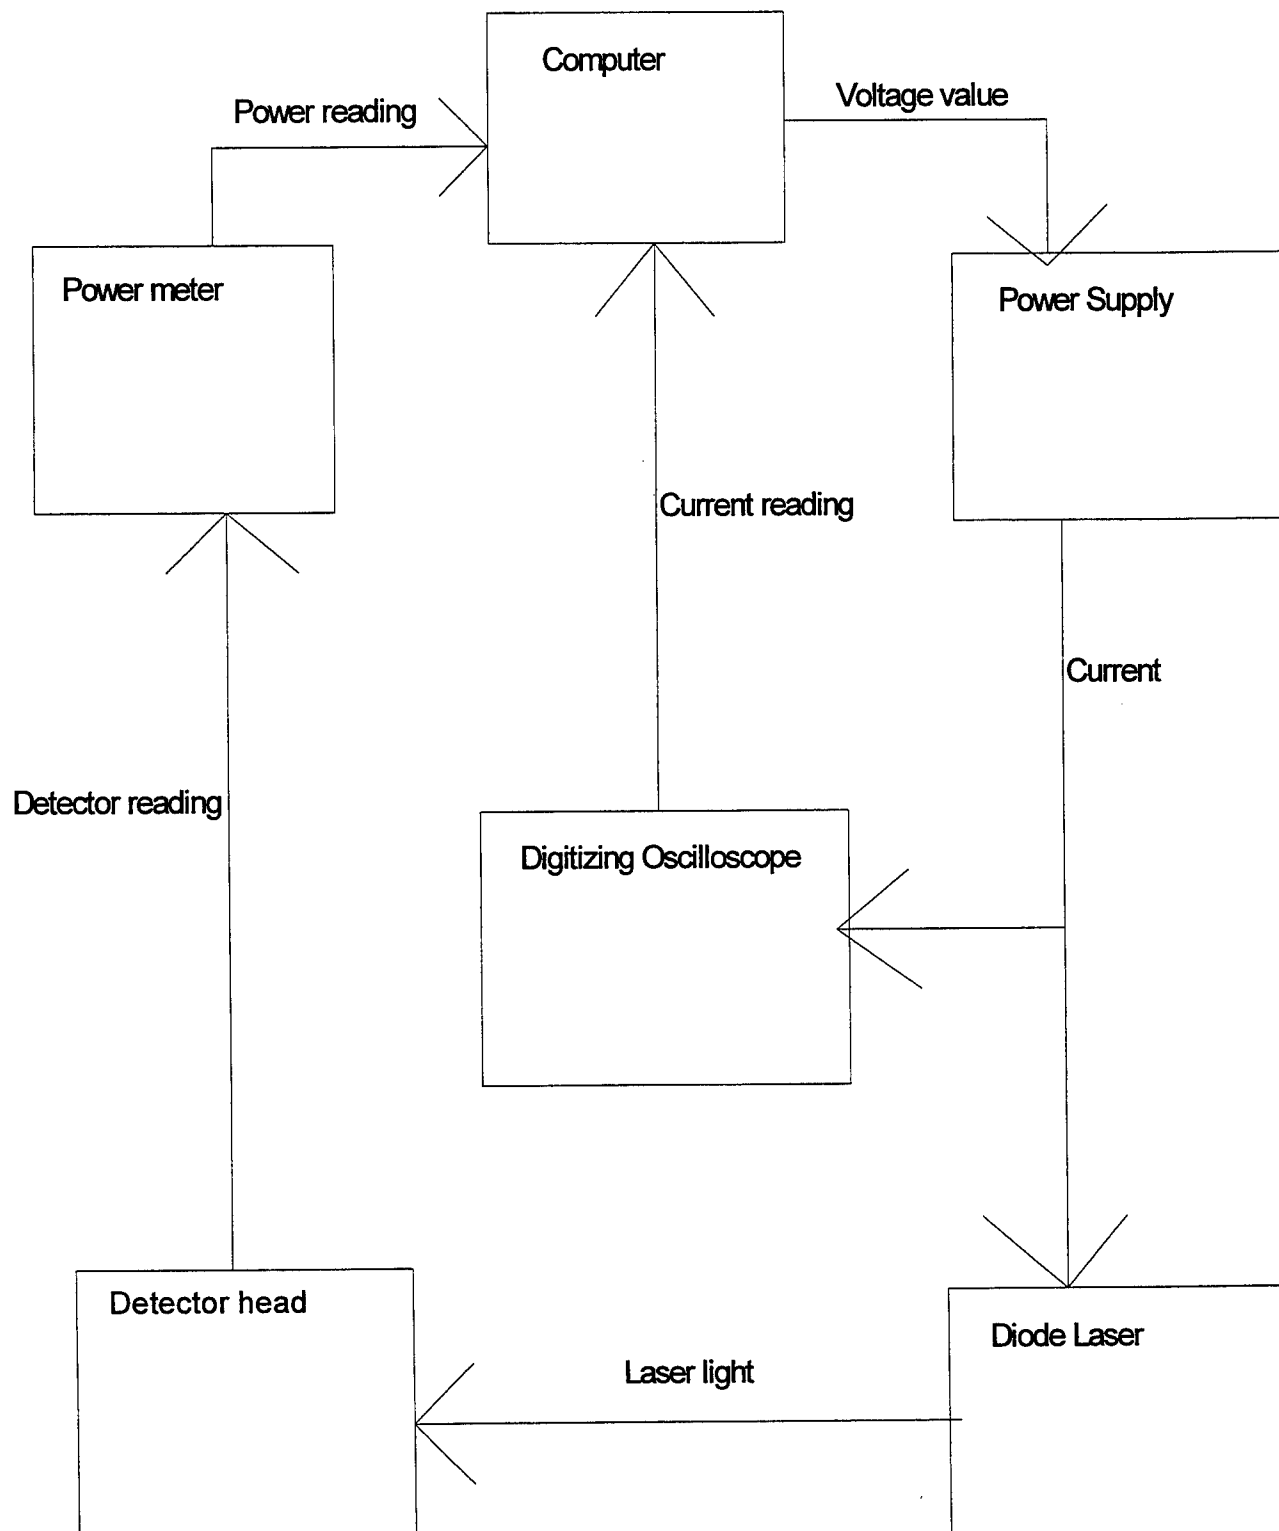 Computer
Voltage value
Power reading
Power meter
Power Supply
Current reading
Current
Detector reading
Digitizing Oscilloscope
Detector head
Diode Laser
Laser light